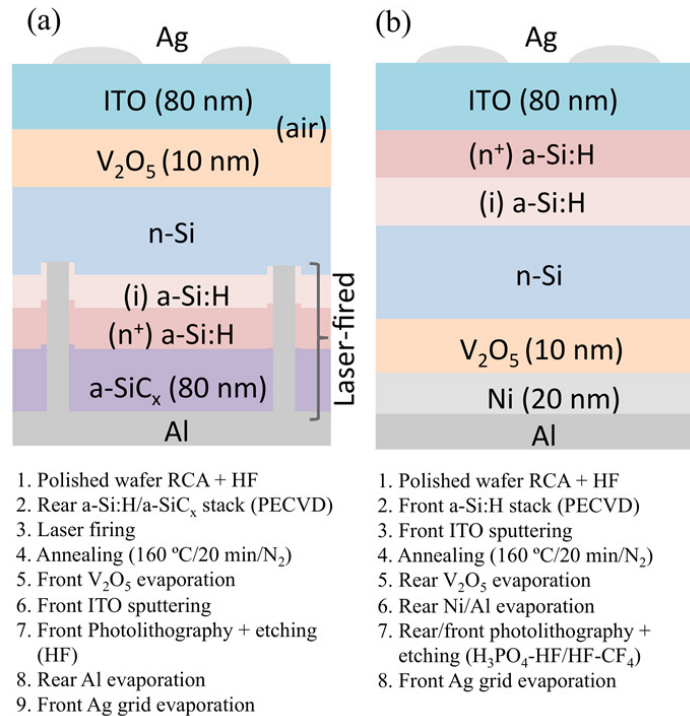 (a)
Ag
ITO (80 nm)
(air)
V₂O₅ (10 nm)
n-Si
(i) a-Si:H
(n⁺) a-Si:H
a-SiCₓ (80 nm)
Al
Laser-fired
1. Polished wafer RCA + HF
2. Rear a-Si:H/a-SiCₓ stack (PECVD)
3. Laser firing
4. Annealing (160 ºC/20 min/N₂)
5. Front V₂O₅ evaporation
6. Front ITO sputtering
7. Front Photolithography + etching
(HF)
8. Rear Al evaporation
9. Front Ag grid evaporation
(b)
Ag
ITO (80 nm)
(n⁺) a-Si:H
(i) a-Si:H
n-Si
V₂O₅ (10 nm)
Ni (20 nm)
Al
1. Polished wafer RCA + HF
2. Front a-Si:H stack (PECVD)
3. Front ITO sputtering
4. Annealing (160 ºC/20 min/N₂)
5. Rear V₂O₅ evaporation
6. Rear Ni/Al evaporation
7. Rear/front photolithography +
etching (H₃PO₄-HF/HF-CF₄)
8. Front Ag grid evaporation